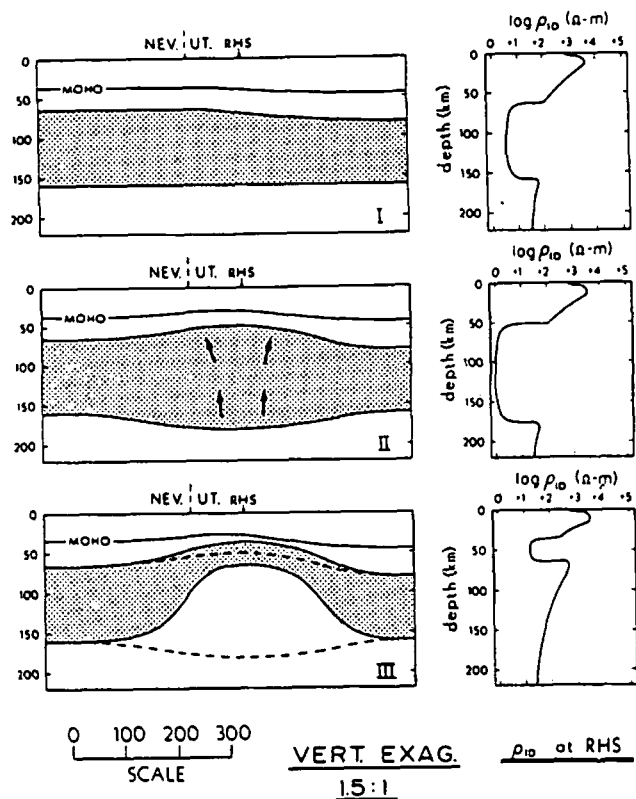 NEV. UT. RHS
0
50
100
150
200
MOHO
I
log ρ1D (Ω-m)
0 +1 +2 +3 +4 +5
depth (km)
0
50
100
150
200
NEV. UT. RHS
0
50
100
150
200
MOHO
II
log ρ1D (Ω-m)
0 +1 +2 +3 +4 +5
depth (km)
0
50
100
150
200
NEV. UT. RHS
0
50
100
150
200
MOHO
III
log ρ1D (Ω-m)
0 +1 +2 +3 +4 +5
depth (km)
0
50
100
150
200
0 100 200 300
SCALE
VERT. EXAG.
1.5:1
ρ1D at RHS